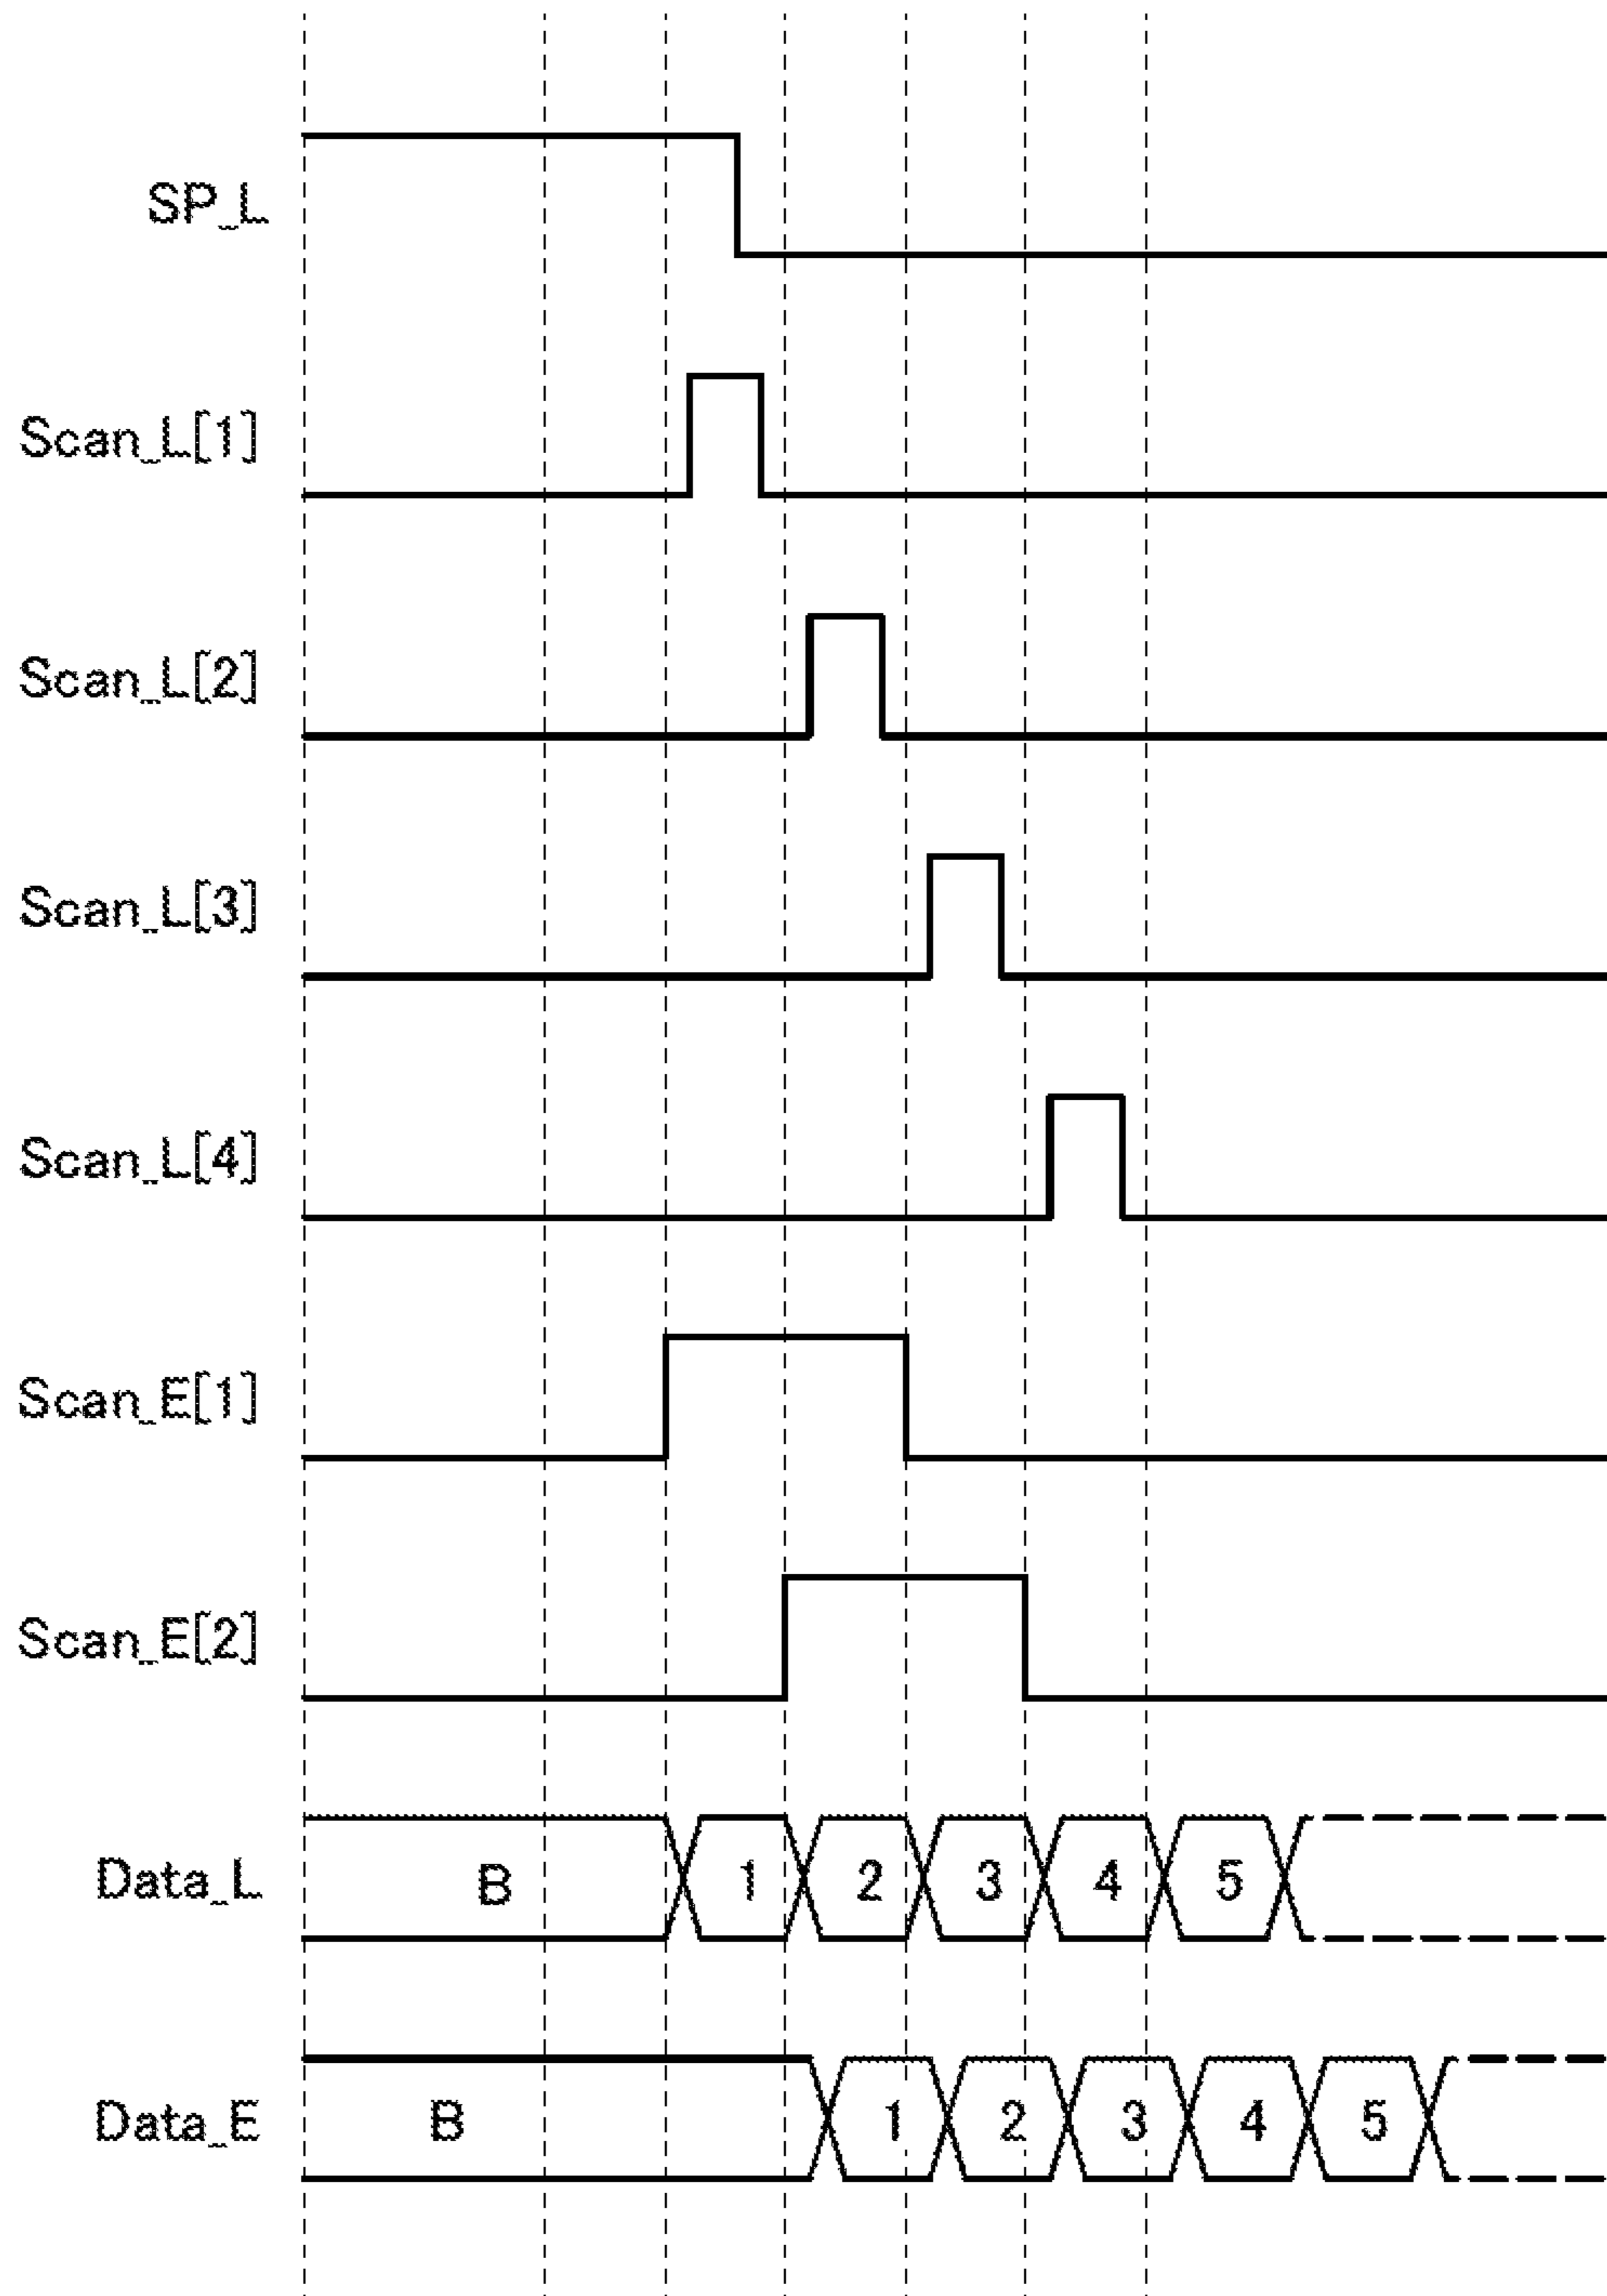 SP_L
Scan_L[1]
Scan_L[2]
Scan_L[3]
Scan_L[4]
Scan_E[1]
Scan_E[2]
Data_L B 1 2 3 4 5
Data_E B 1 2 3 4 5